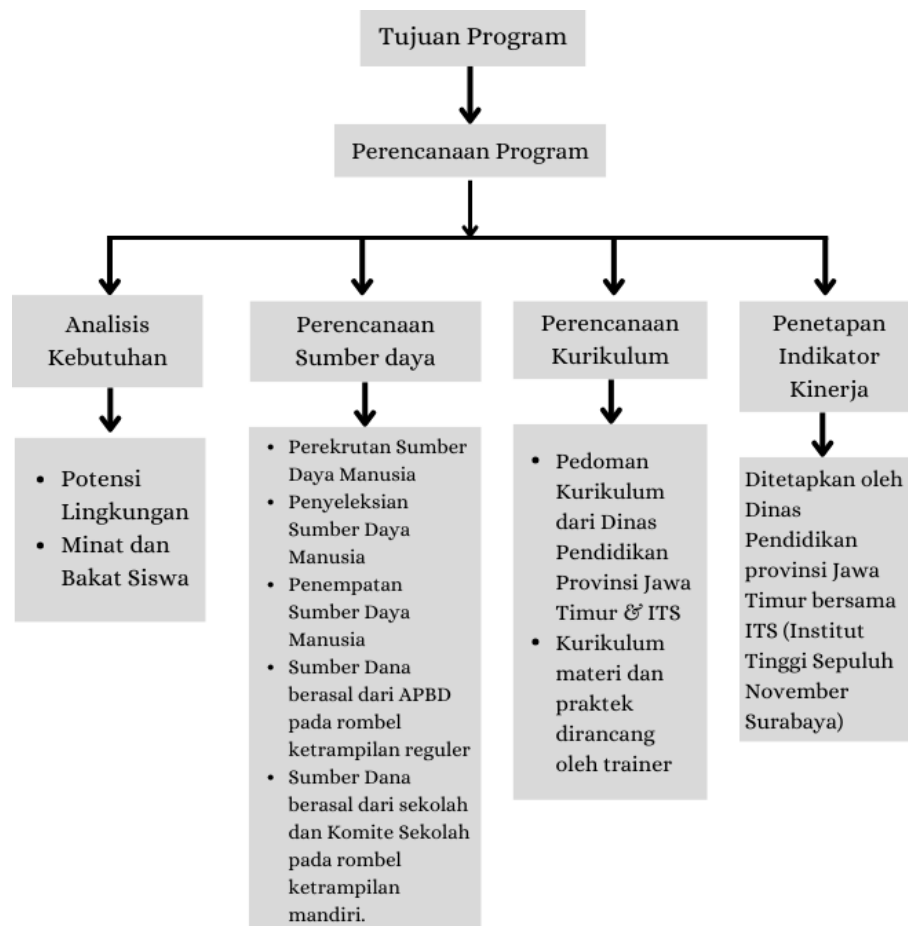 Tujuan Program
Perencanaan Program
Analisis
Kebutuhan
• Potensi
Lingkungan
• Minat dan
Bakat Siswa
Perencanaan
Sumber daya
• Perekrutan Sumber
Daya Manusia
• Penyeleksian
Sumber Daya
Manusia
• Penempatan
Sumber Daya
Manusia
• Sumber Dana
berasal dari APBD
pada rombel
ketrampilan reguler
• Sumber Dana
berasal dari sekolah
dan Komite Sekolah
pada rombel
ketrampilan
mandiri.
Perencanaan
Kurikulum
• Pedoman
Kurikulum
dari Dinas
Pendidikan
Provinsi Jawa
Timur & ITS
• Kurikulum
materi dan
praktek
dirancang
oleh trainer
Penetapan
Indikator
Kinerja
Ditetapkan oleh
Dinas
Pendidikan
provinsi Jawa
Timur bersama
ITS (Institut
Tinggi Sepuluh
November
Surabaya)